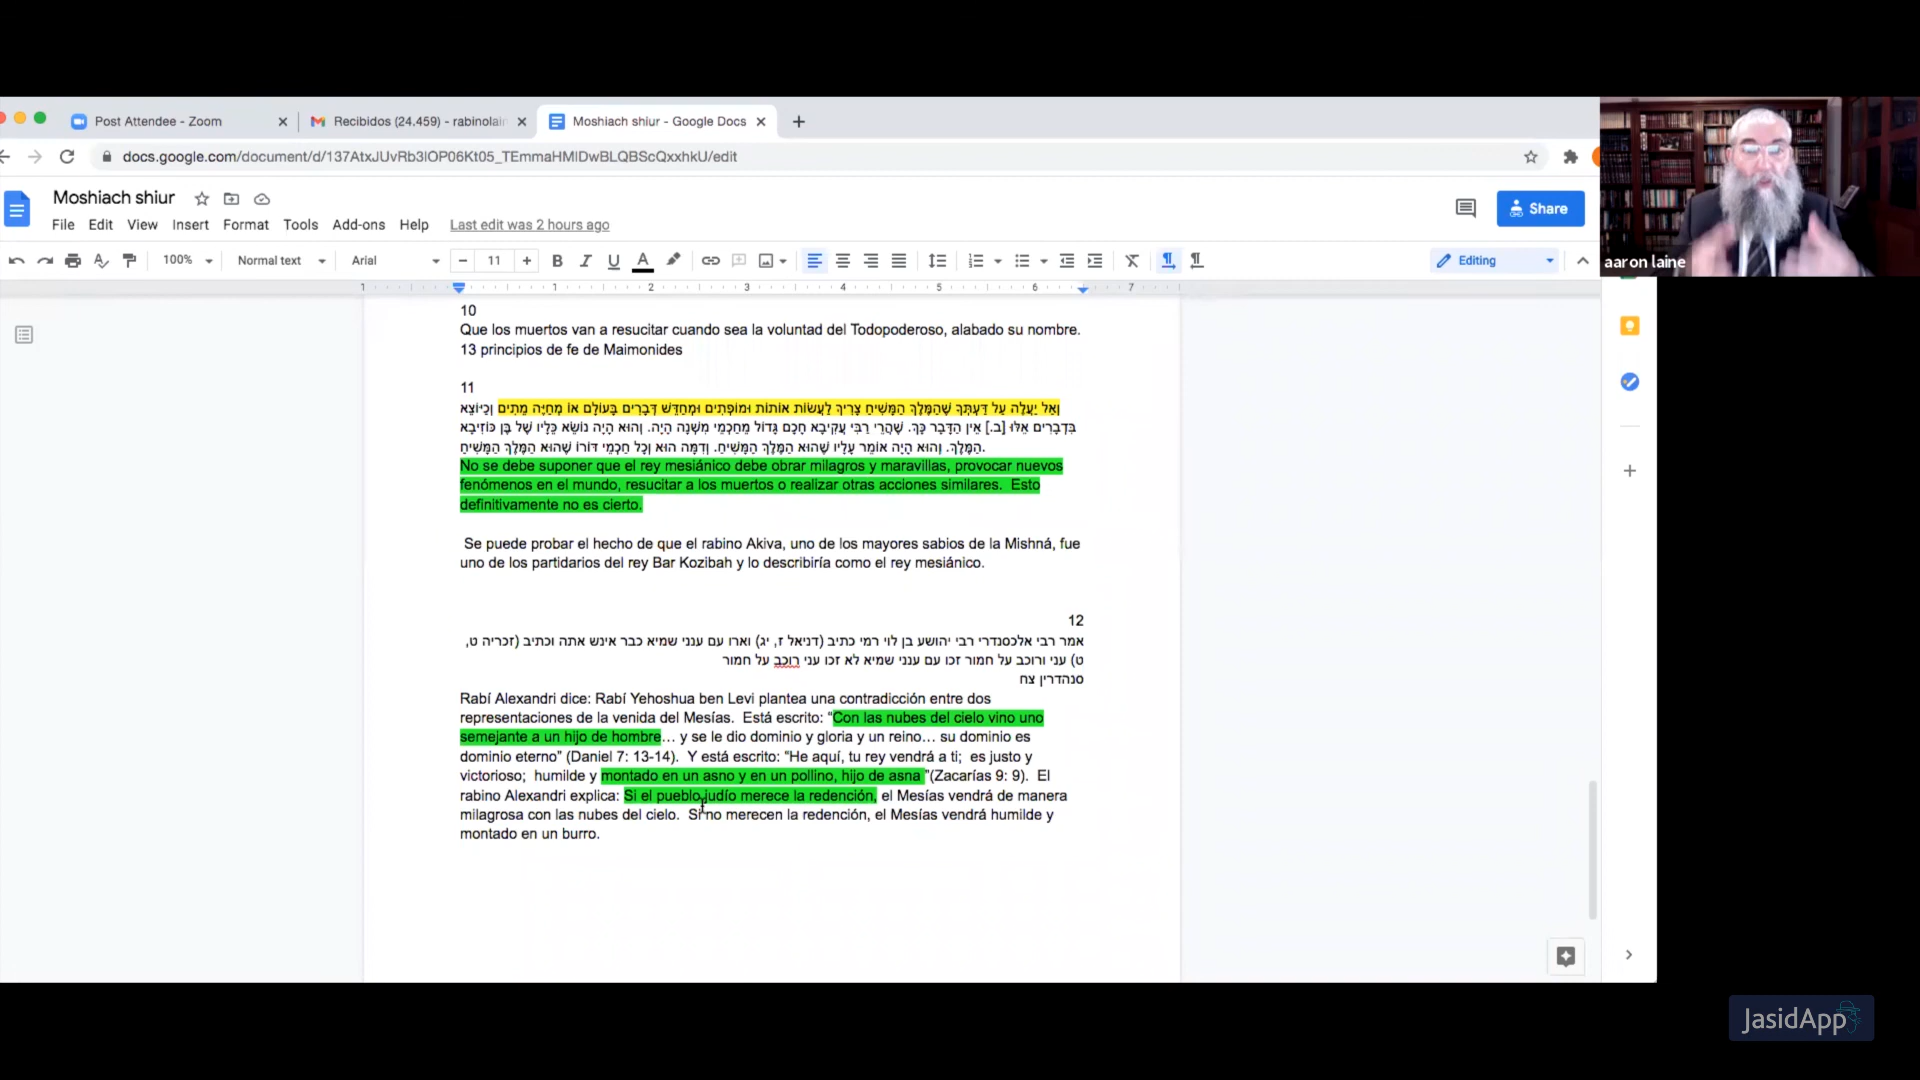 Post Attendee - Zoom
Recibidos (24.459) - rabinolain
Moshiach shiur - Google Docs
docs.google.com/document/d/137AtxJUvRb3lOP06Kt05_TEmmaHMlDwBLQBScQxxhkU/edit
Moshiach shiur
File Edit View Insert Format Tools Add-ons Help Last edit was 2 hours ago
Share
100% Normal text Arial 11 Editing
aaron laine
1 1 2 3 4 5 6 7
10
Que los muertos van a resucitar cuando sea la voluntad del Todopoderoso, alabado su nombre.
13 principios de fe de Maimonides
11
וְאַל יַעֲלֶה עַל דַּעְתְּךָ שֶׁהַמֶּלֶךְ הַמָּשִׁיחַ צָרִיךְ לַעֲשׂוֹת אוֹתוֹת וּמוֹפְתִים וּמְחַדֵּשׁ דְּבָרִים בָּעוֹלָם אוֹ מְחַיֶּה מֵתִים וְכַיּוֹצֵא
בִּדְבָרִים אֵלּוּ [ב.] אֵין הַדָּבָר כָּךְ. שֶׁהֲרֵי רַבִּי עֲקִיבָא חָכָם גָּדוֹל מֵחַכְמֵי מִשְׁנָה הָיָה. וְהוּא הָיָה נוֹשֵׂא כֵּלָיו שֶׁל בֶּן כּוֹזִיבָא
הַמֶּלֶךְ. וְהוּא הָיָה אוֹמֵר עָלָיו שֶׁהוּא הַמֶּלֶךְ הַמָּשִׁיחַ. וְדִמָּה הוּא וְכָל חַכְמֵי דּוֹרוֹ שֶׁהוּא הַמֶּלֶךְ הַמָּשִׁיחַ.
No se debe suponer que el rey mesiánico debe obrar milagros y maravillas, provocar nuevos
fenómenos en el mundo, resucitar a los muertos o realizar otras acciones similares. Esto
definitivamente no es cierto.
Se puede probar el hecho de que el rabino Akiva, uno de los mayores sabios de la Mishná, fue
uno de los partidarios del rey Bar Kozibah y lo describiría como el rey mesiánico.
12
אמר רבי אלכסנדרי רבי יהושע בן לוי רמי כתיב (דניאל ז, יג) וארו עם ענני שמיא כבר אינש אתה וכתיב (זכריה ט,
ט) עני ורוכב על חמור זכו עם ענני שמיא לא זכו עני רוכב על חמור
סנהדרין צח
Rabí Alexandri dice: Rabí Yehoshua ben Levi plantea una contradicción entre dos
representaciones de la venida del Mesías. Está escrito: “Con las nubes del cielo vino uno
semejante a un hijo de hombre… y se le dio dominio y gloria y un reino… su dominio es
dominio eterno” (Daniel 7: 13-14). Y está escrito: “He aquí, tu rey vendrá a ti; es justo y
victorioso; humilde y montado en un asno y en un pollino, hijo de asna ”(Zacarías 9: 9). El
rabino Alexandri explica: Si el pueblo judío merece la redención, el Mesías vendrá de manera
milagrosa con las nubes del cielo. Si no merecen la redención, el Mesías vendrá humilde y
montado en un burro.
JasidApp